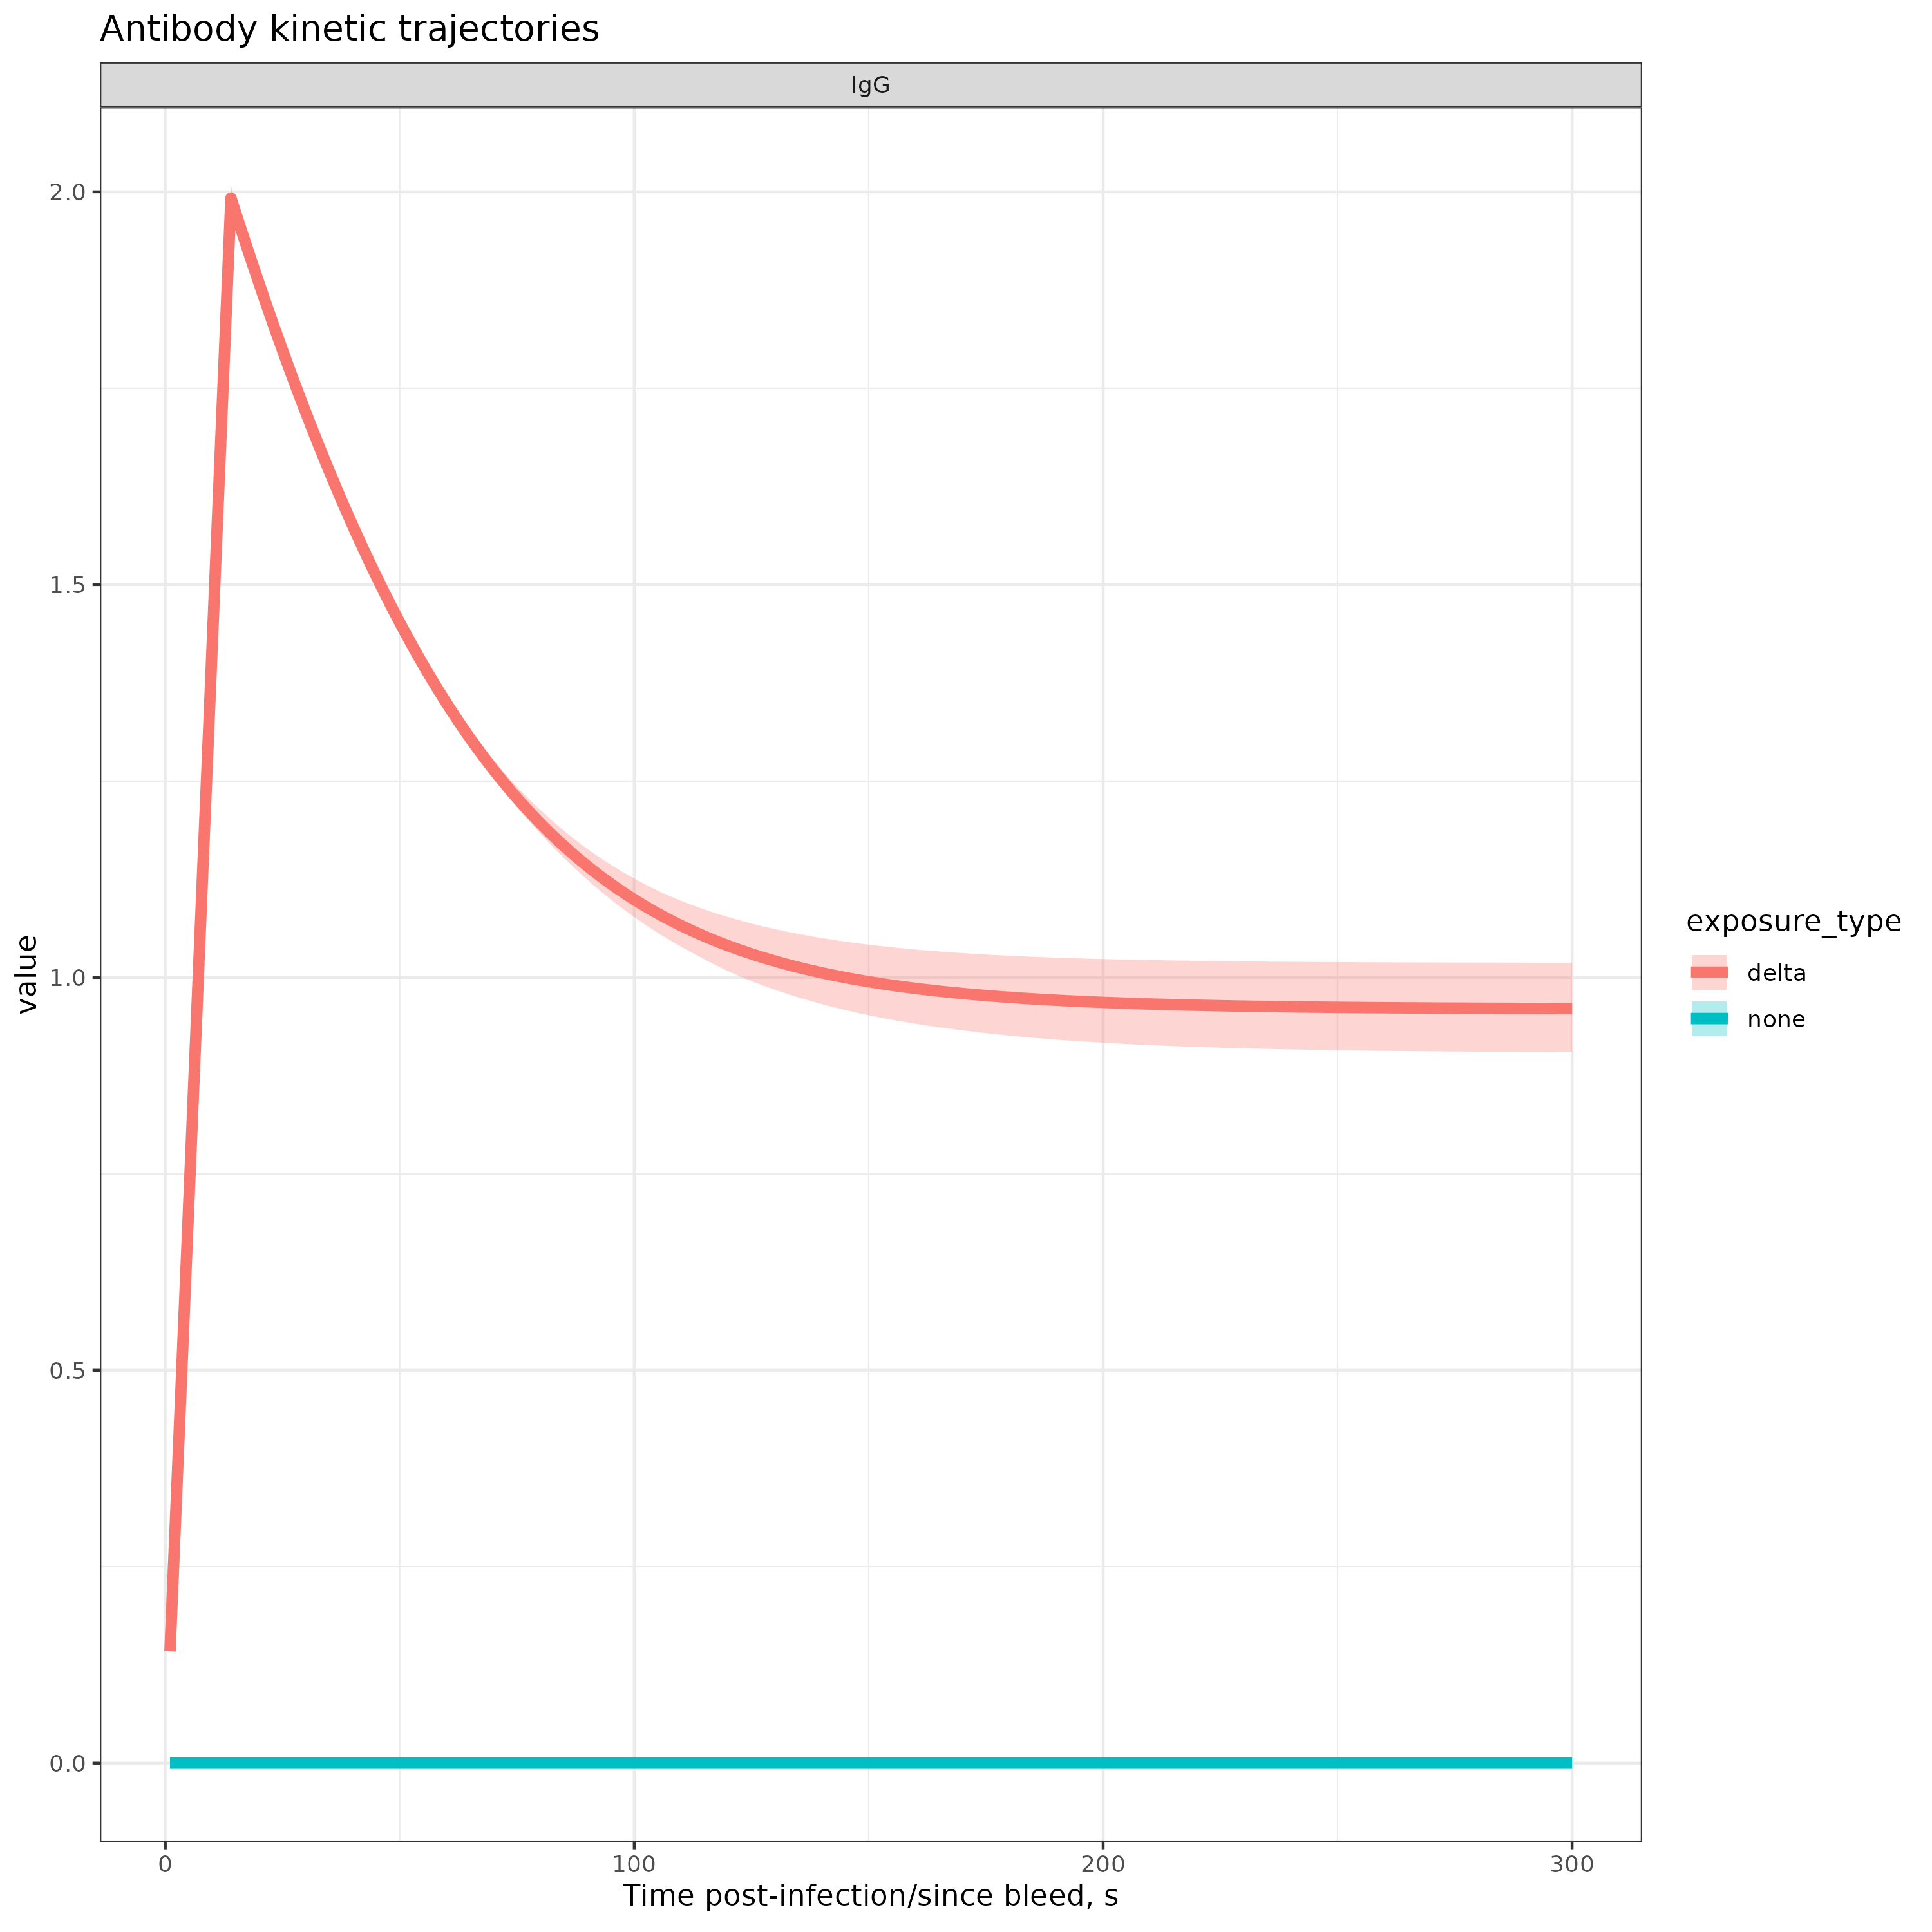 Antibody kinetic trajectories
IgG
2.0
1.5
1.0
0.5
0.0
value
0
100
200
300
Time post-infection/since bleed, s
exposure_type
delta
none